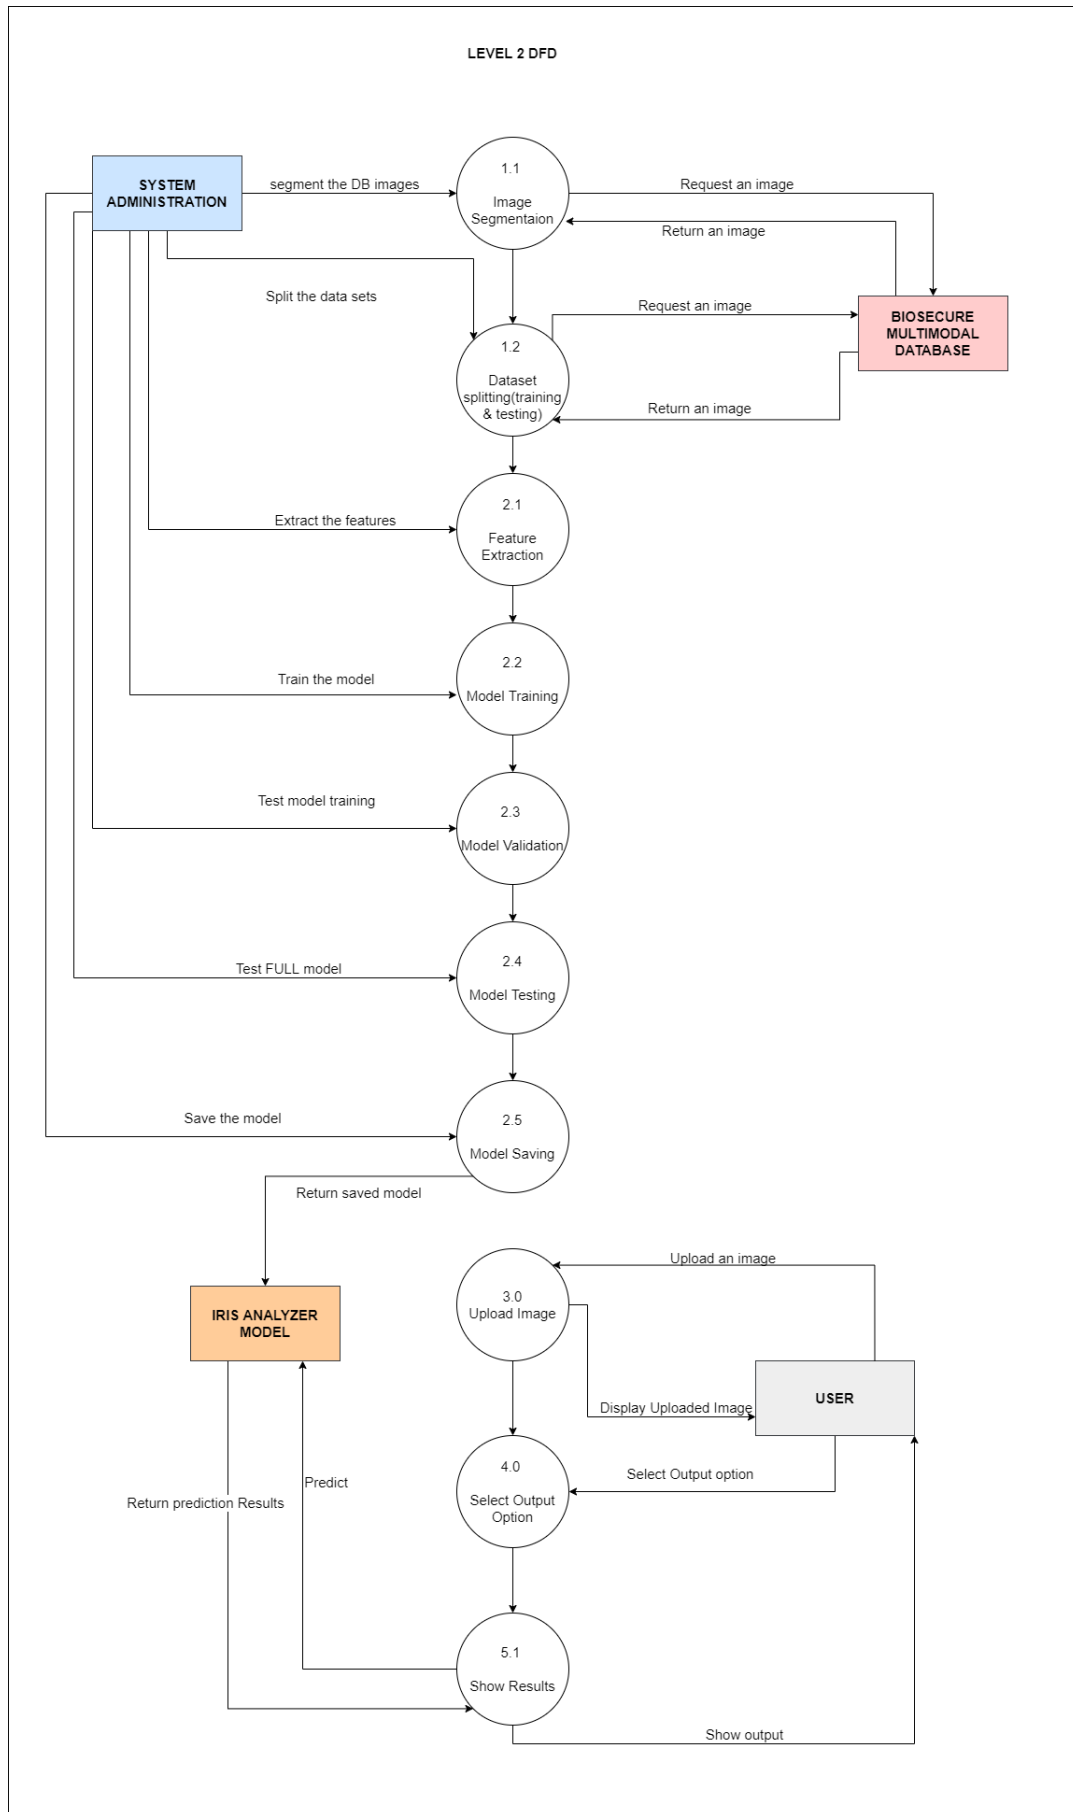 LEVEL 2 DFD
SYSTEM
ADMINISTRATION
segment the DB images
1.1
Image
Segmentaion
Request an image
Return an image
Split the data sets
Request an image
BIOSECURE
MULTIMODAL
DATABASE
1.2
Dataset
splitting(training
& testing)
Return an image
2.1
Feature
Extraction
Extract the features
2.2
Model Training
Train the model
Test model training
2.3
Model Validation
2.4
Model Testing
Test FULL model
Save the model
2.5
Model Saving
Return saved model
Upload an image
3.0
Upload Image
IRIS ANALYZER
MODEL
USER
Display Uploaded Image
4.0
Select Output
Option
Select Output option
Predict
Return prediction Results
5.1
Show Results
Show output